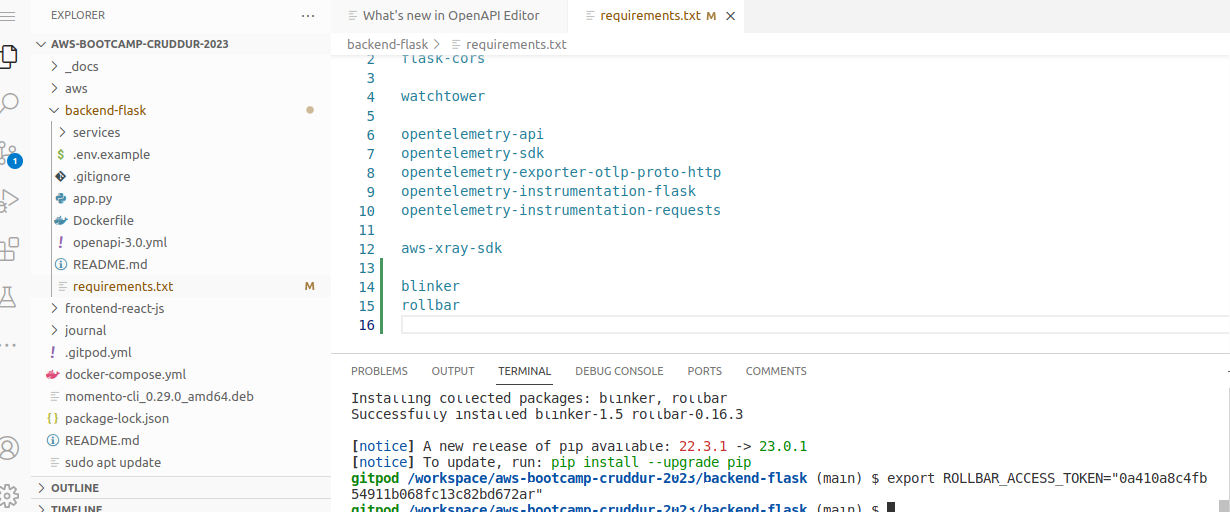 EXPLORER
AWS-BOOTCAMP-CRUDDUR-2023
_docs
aws
backend-flask
services
$ .env.example
.gitignore
app.py
Dockerfile
! openapi-3.0.yml
README.md
requirements.txt M
frontend-react-js
journal
! .gitpod.yml
docker-compose.yml
momento-cli_0.29.0_amd64.deb
{} package-lock.json
README.md
sudo apt update
OUTLINE
TIMELINE
1
What's new in OpenAPI Editor
requirements.txt M
backend-flask > requirements.txt
2 flask-cors
3
4 watchtower
5
6 opentelemetry-api
7 opentelemetry-sdk
8 opentelemetry-exporter-otlp-proto-http
9 opentelemetry-instrumentation-flask
10 opentelemetry-instrumentation-requests
11
12 aws-xray-sdk
13
14 blinker
15 rollbar
16
PROBLEMS OUTPUT TERMINAL DEBUG CONSOLE PORTS COMMENTS
Installing collected packages: blinker, rollbar
Successfully installed blinker-1.5 rollbar-0.16.3
[notice] A new release of pip available: 22.3.1 -> 23.0.1
[notice] To update, run: pip install --upgrade pip
gitpod /workspace/aws-bootcamp-cruddur-2023/backend-flask (main) $ export ROLLBAR_ACCESS_TOKEN="0a410a8c4fb
54911b068fc13c82bd672ar"
gitpod /workspace/aws-bootcamp-cruddur-2023/backend-flask (main) $